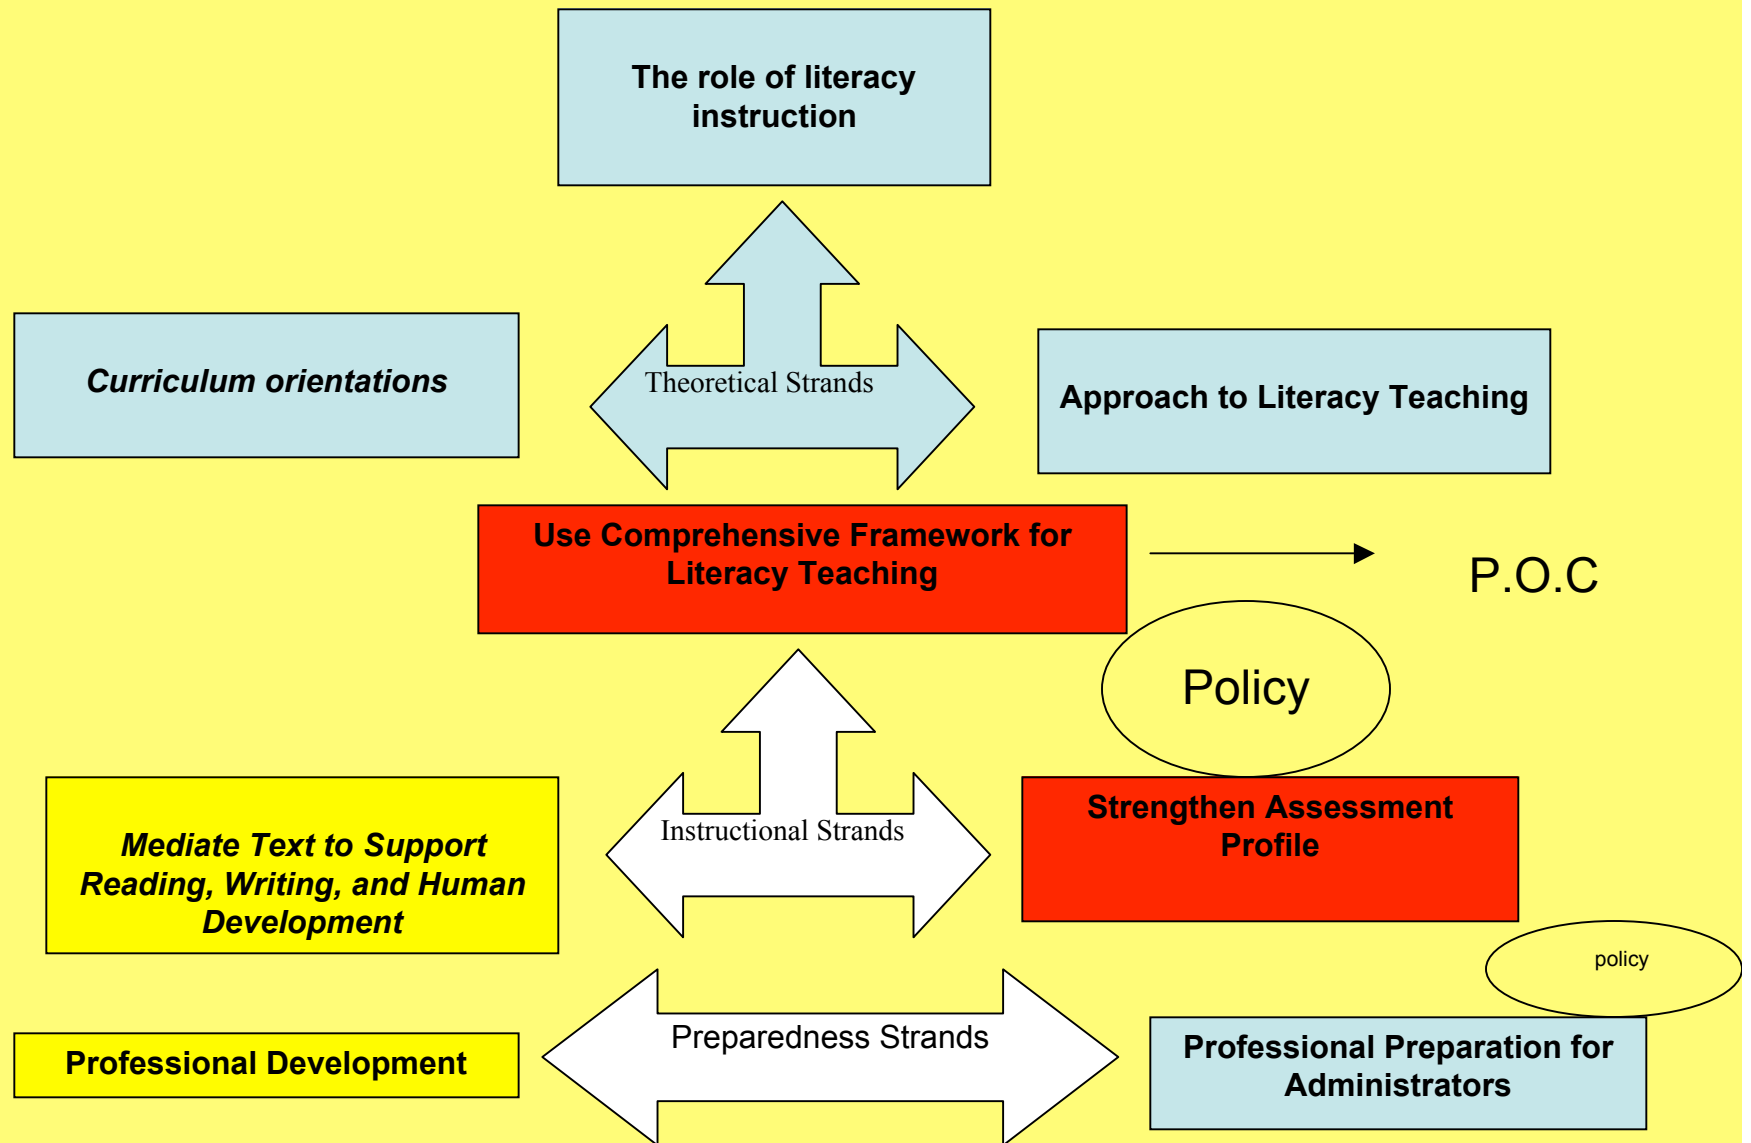 The role of literacy
instruction
Curriculum orientations
Theoretical Strands
Approach to Literacy Teaching
Use Comprehensive Framework for
Literacy Teaching
P.O.C
Policy
Mediate Text to Support
Reading, Writing, and Human
Development
Instructional Strands
Strengthen Assessment
Profile
policy
Professional Development
Preparedness Strands
Professional Preparation for
Administrators